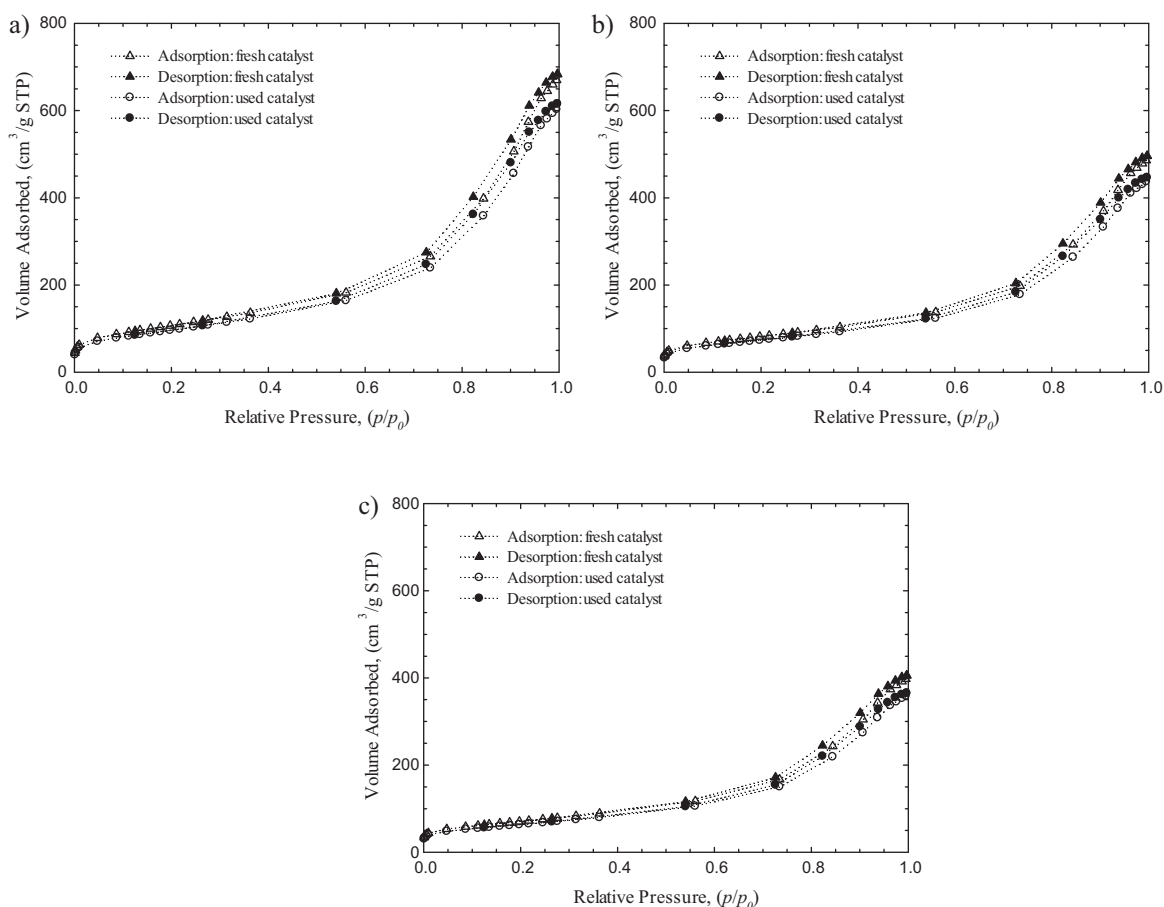 a)
800
600
400
200
0
Volume Adsorbed, (cm³/g STP)
Adsorption: fresh catalyst
Desorption: fresh catalyst
Adsorption: used catalyst
Desorption: used catalyst
0.0 0.2 0.4 0.6 0.8 1.0
Relative Pressure, (p/p₀)
b)
800
600
400
200
0
Volume Adsorbed, (cm³/g STP)
Adsorption: fresh catalyst
Desorption: fresh catalyst
Adsorption: used catalyst
Desorption: used catalyst
0.0 0.2 0.4 0.6 0.8 1.0
Relative Pressure, (p/p₀)
c)
800
600
400
200
0
Volume Adsorbed, (cm³/g STP)
Adsorption: fresh catalyst
Desorption: fresh catalyst
Adsorption: used catalyst
Desorption: used catalyst
0.0 0.2 0.4 0.6 0.8 1.0
Relative Pressure, (p/p₀)